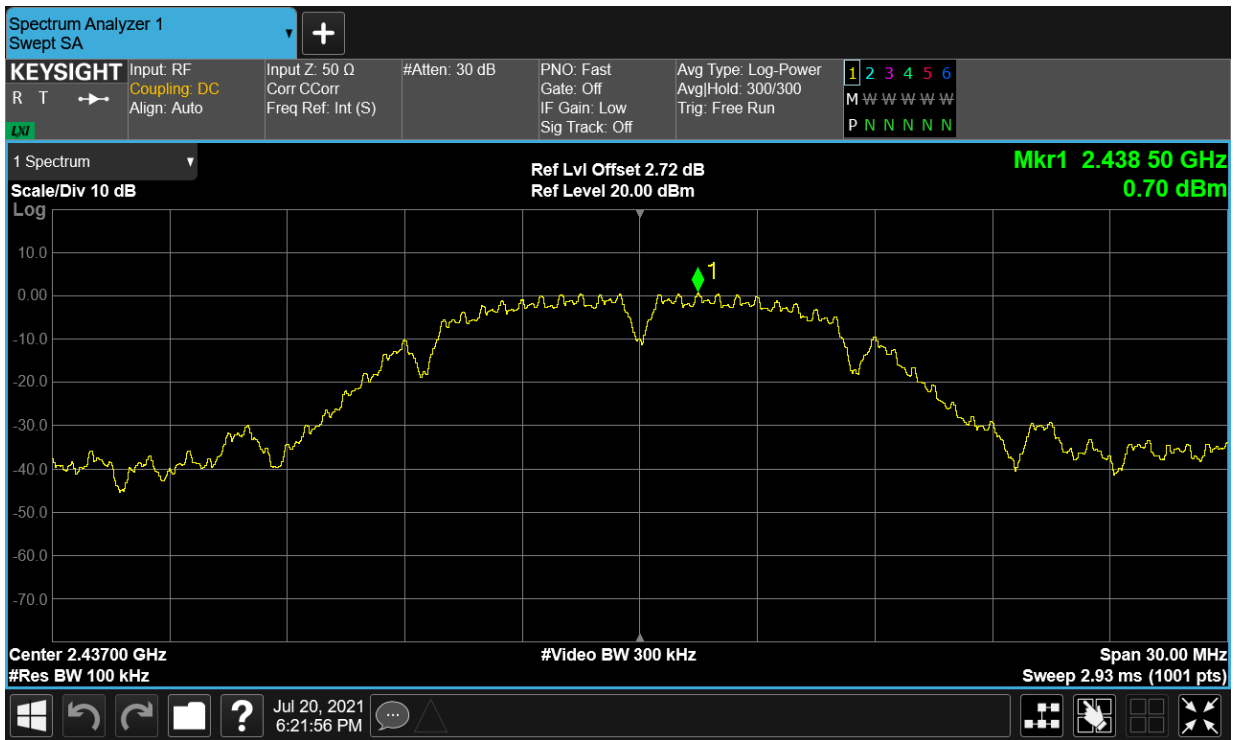 Spectrum Analyzer 1
Swept SA
KEYSIGHT
R T
LXI
Input: RF
Coupling: DC
Align: Auto
Input Z: 50 Ω
Corr CCorr
Freq Ref: Int (S)
#Atten: 30 dB
PNO: Fast
Gate: Off
IF Gain: Low
Sig Track: Off
Avg Type: Log-Power
Avg|Hold: 300/300
Trig: Free Run
1 2 3 4 5 6
M W W W W W
P N N N N N
1 Spectrum
Scale/Div 10 dB
Log
Ref Lvl Offset 2.72 dB
Ref Level 20.00 dBm
Mkr1 2.438 50 GHz
0.70 dBm
1
10.0
0.00
-10.0
-20.0
-30.0
-40.0
-50.0
-60.0
-70.0
Center 2.43700 GHz
#Res BW 100 kHz
#Video BW 300 kHz
Span 30.00 MHz
Sweep 2.93 ms (1001 pts)
?
Jul 20, 2021
6:21:56 PM